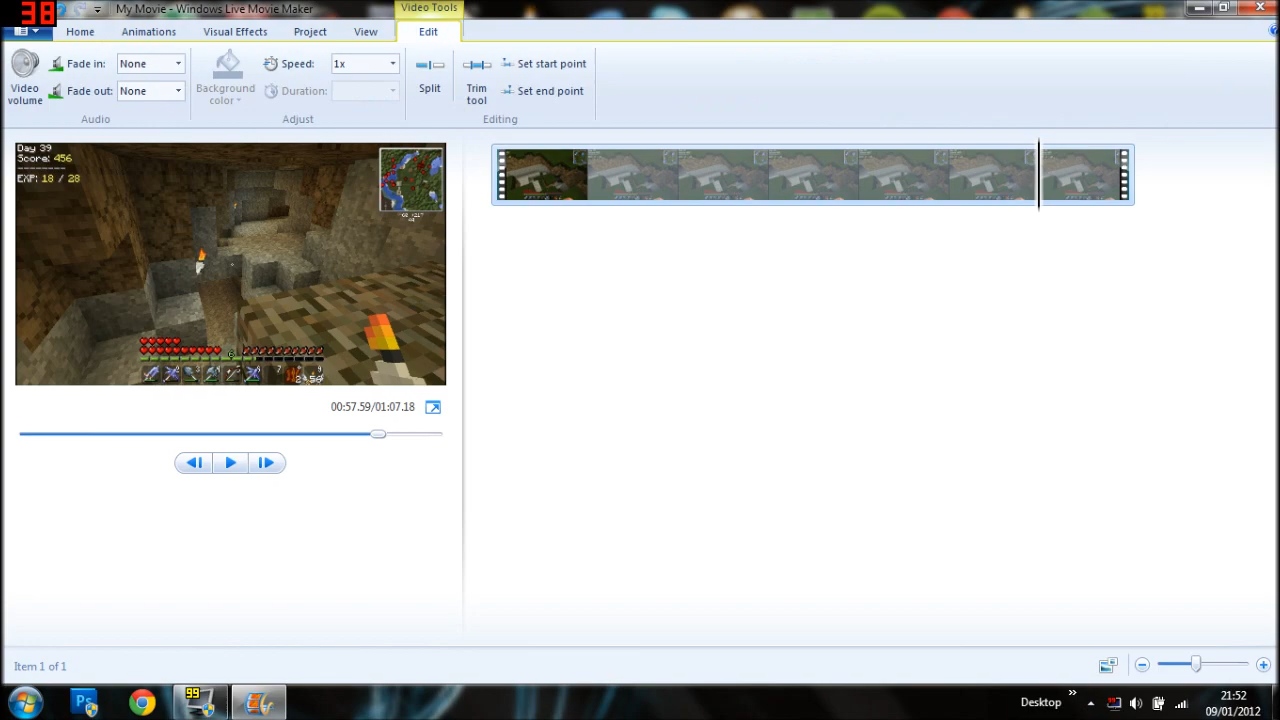 38
My Movie - Windows Live Movie Maker
Video Tools
Home
Animations
Visual Effects
Project
View
Edit
Video volume
Fade in: None
Fade out: None
Audio
Background color
Speed: 1x
Duration:
Adjust
Split
Trim tool
Set start point
Set end point
Editing
Day 39
Score: 456
EXP: 18 / 28
00:57.59/01:07.18
Item 1 of 1
Ps
99
Desktop
21:52
09/01/2012